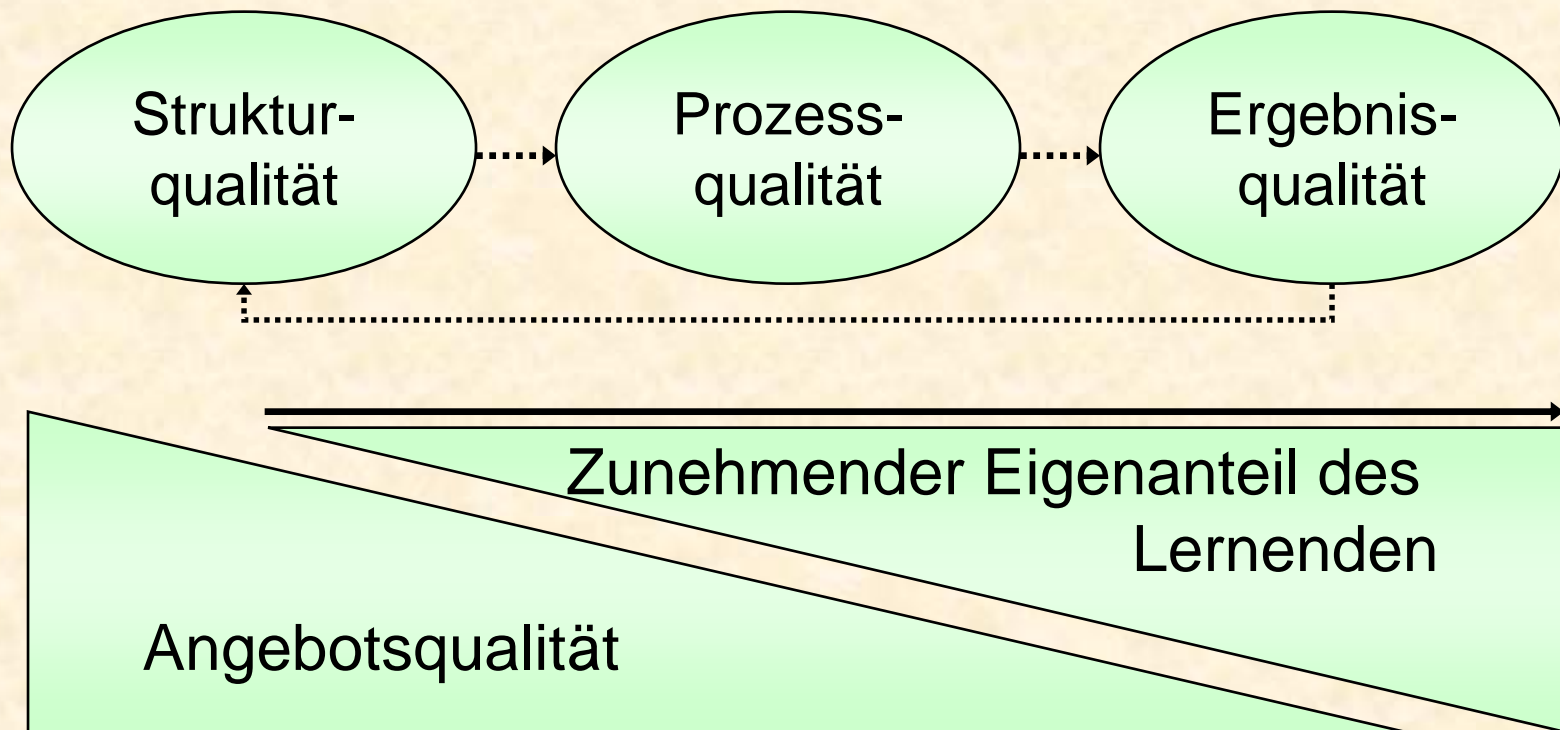 Struktur-
qualität
Prozess-
qualität
Ergebnis-
qualität
Zunehmender Eigenanteil des
Lernenden
Angebotsqualität